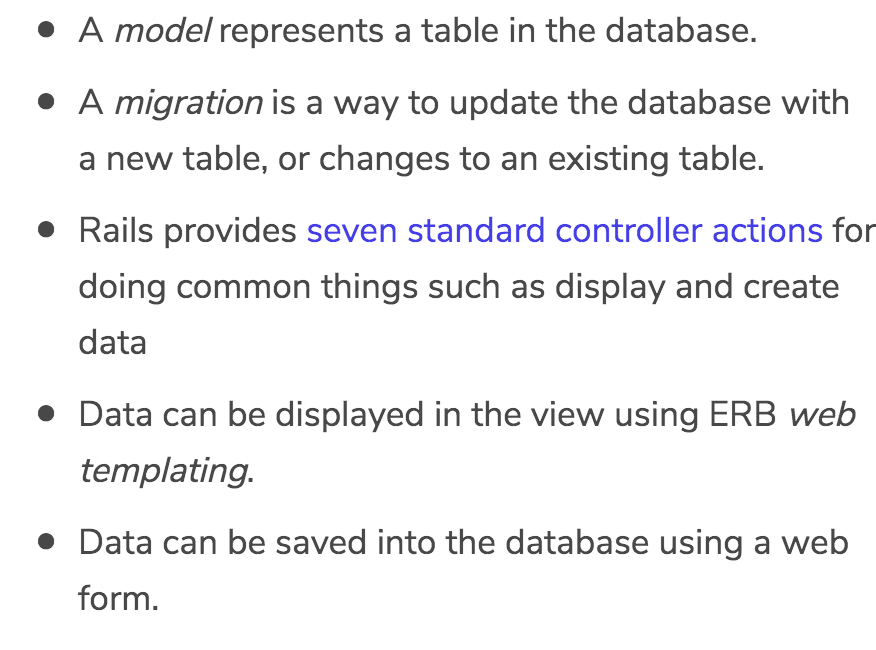 • A model represents a table in the database.
• A migration is a way to update the database with
a new table, or changes to an existing table.
• Rails provides seven standard controller actions for
doing common things such as display and create
data
• Data can be displayed in the view using ERB web
templating.
• Data can be saved into the database using a web
form.